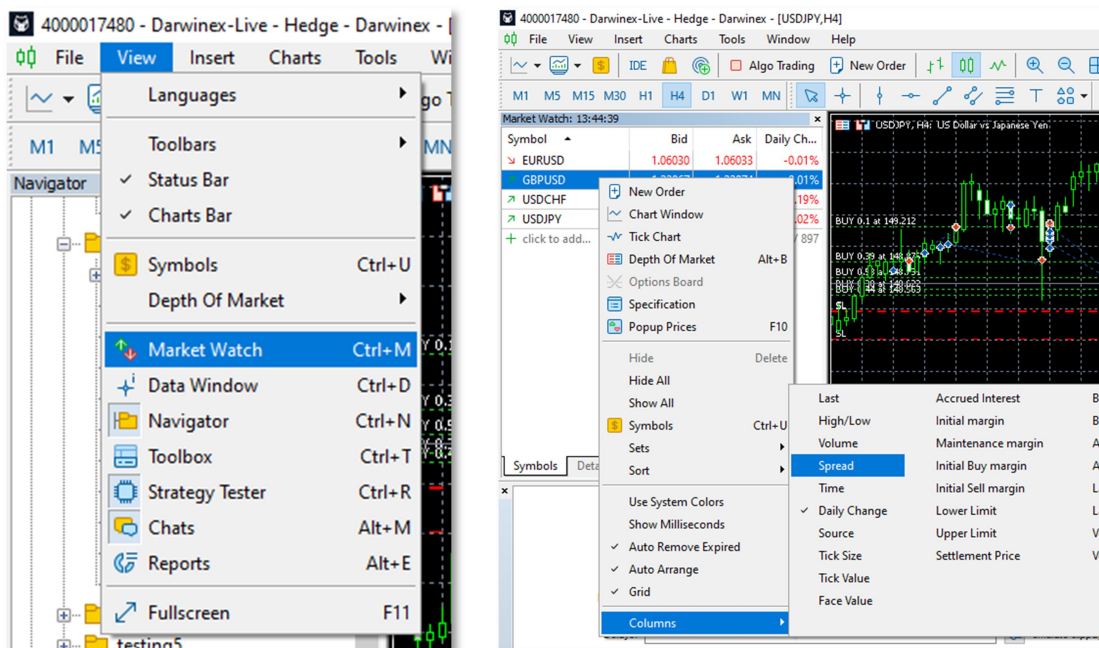 4000017480 - Darwinex-Live - Hedge - Darwinex - [
File View Insert Charts Tools
Languages
M1
Toolbars
Navigator
Status Bar
Charts Bar
Symbols Ctrl+U
Depth Of Market
Market Watch Ctrl+M
Data Window Ctrl+D
Navigator Ctrl+N
Toolbox Ctrl+T
Strategy Tester Ctrl+R
Chats Alt+M
Reports Alt+E
Fullscreen F11
testing5
4000017480 - Darwinex-Live - Hedge - Darwinex - [USDJPY,H4]
File View Insert Charts Tools Window Help
IDE Algo Trading New Order
M1 M5 M15 M30 H1 H4 D1 W1 MN T
Market Watch: 13:44:39
USDJPY, H4: US Dollar vs Japanese Yen
Symbol Bid Ask Daily Ch...
EURUSD 1.06030 1.06033 -0.01%
GBPUSD
USDCHF
USDJPY
click to add... / 897
BUY 0.1 at 149.212
SL
SL
New Order
Chart Window
Tick Chart
Depth Of Market Alt+B
Options Board
Specification
Popup Prices F10
Hide Delete
Hide All
Show All
Symbols Ctrl+U
Sets
Sort
Use System Colors
Show Milliseconds
Auto Remove Expired
Auto Arrange
Grid
Columns
Symbols
Last Accrued Interest
High/Low Initial margin
Volume Maintenance margin
Spread Initial Buy margin
Time Initial Sell margin
Daily Change Lower Limit
Source Upper Limit
Tick Size Settlement Price
Tick Value
Face Value